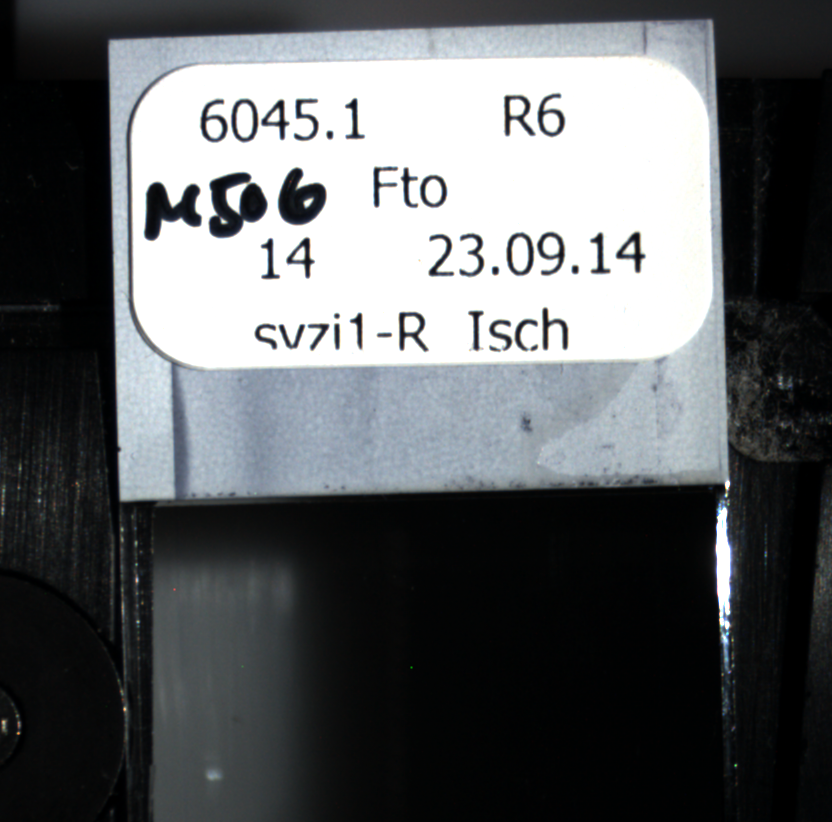 6045.1 R6
M506 Fto
14 23.09.14
svzi1-R Isch